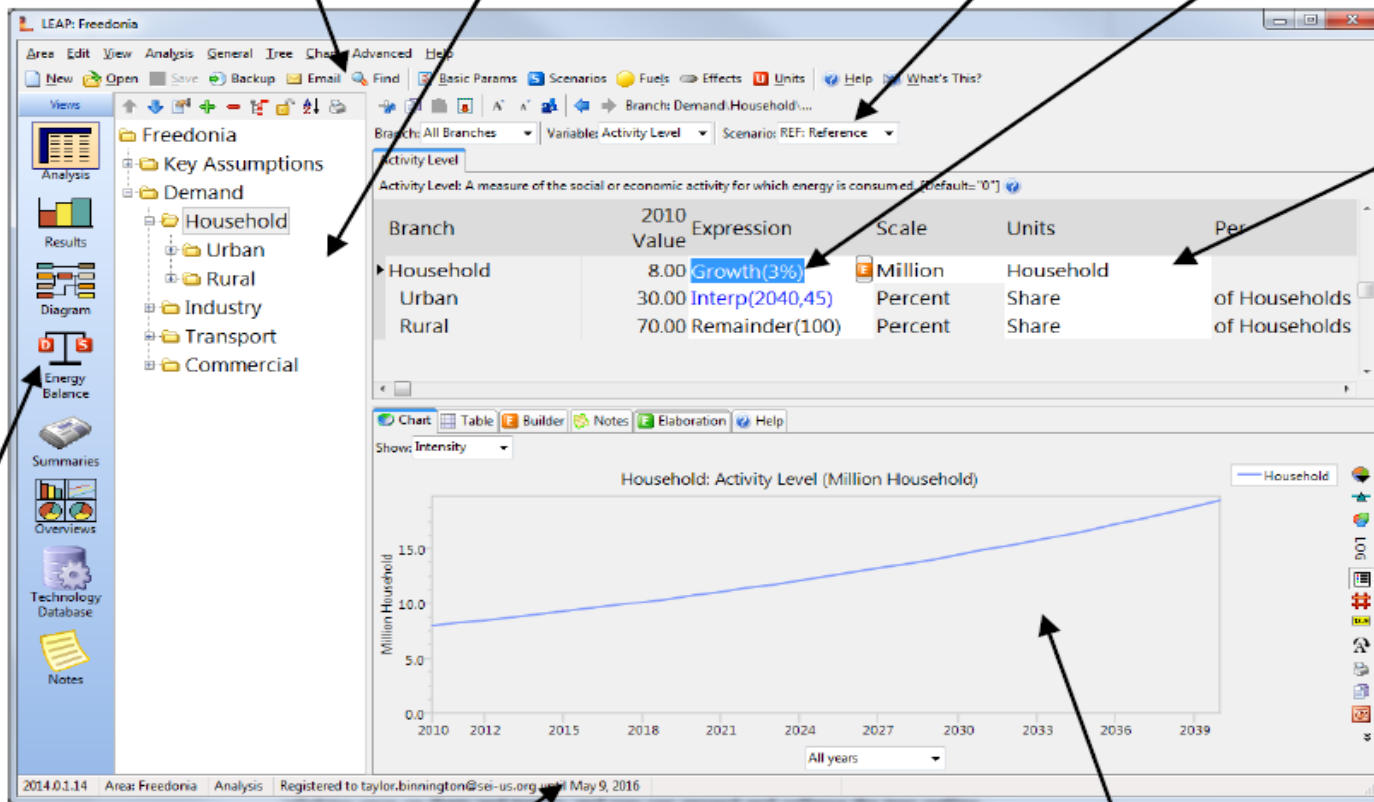 LEAP: Freedonia
Area Edit View Analysis General Tree Chart Advanced Help
New Open Save Backup Email Find Basic Params Scenarios Fuels Effects Units Help What's This?
Views
Branch: Demand\Household\...
Branch: All Branches Variable: Activity Level Scenario: REF: Reference
Analysis
Results
Diagram
Energy
Balance
Summaries
Overviews
Technology
Database
Notes
Freedonia
Key Assumptions
Demand
Household
Urban
Rural
Industry
Transport
Commercial
Activity Level
Activity Level: A measure of the social or economic activity for which energy is consumed. [Default="0"]
Branch 2010 Value Expression Scale Units Per
Household 8.00 Growth(3%) Million Household
Urban 30.00 Interp(2040,45) Percent Share of Households
Rural 70.00 Remainder(100) Percent Share of Households
Chart Table Builder Notes Elaboration Help
Show: Intensity
Household: Activity Level (Million Household)
Household
LOG
Million Household
15.0
10.0
5.0
0.0
2010 2012 2015 2018 2021 2024 2027 2030 2033 2036 2039
All years
2014.0.1.14 Area: Freedonia Analysis Registered to taylor.binnington@sei-us.org until May 9, 2016